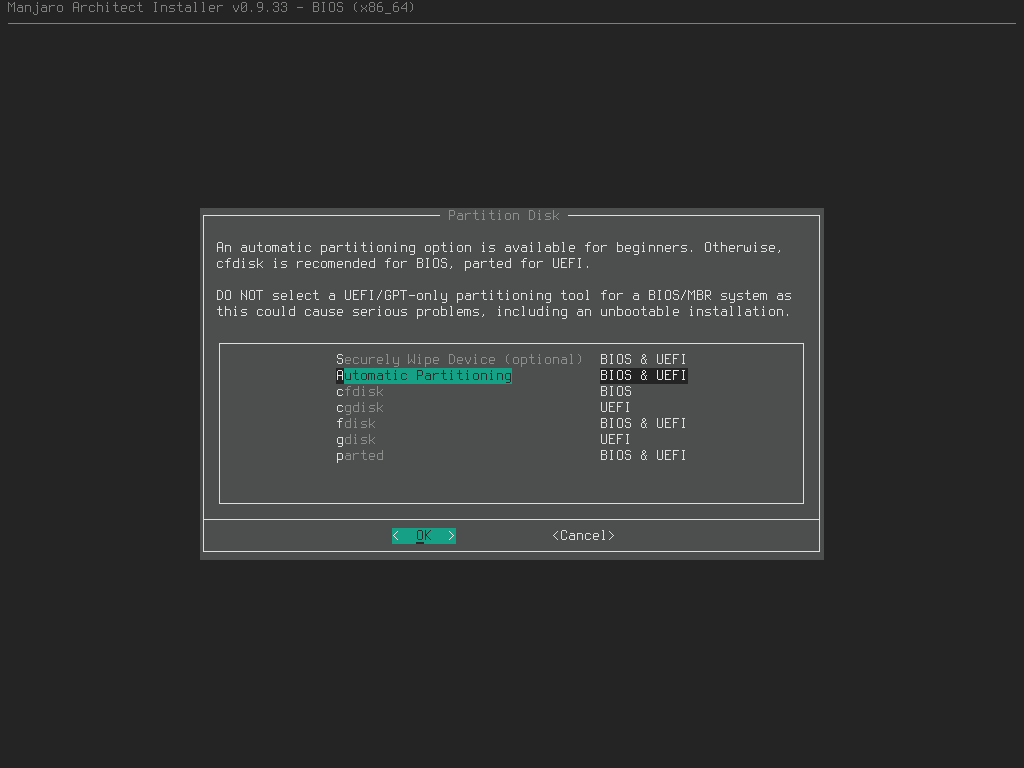 Manjaro Architect Installer v0.9.33 - BIOS (x86_64)
Partition Disk
An automatic partitioning option is available for beginners. Otherwise,
cfdisk is recomended for BIOS, parted for UEFI.
DO NOT select a UEFI/GPT-only partitioning tool for a BIOS/MBR system as
this could cause serious problems, including an unbootable installation.
Securely Wipe Device (optional) BIOS & UEFI
Automatic Partitioning BIOS & UEFI
cfdisk BIOS
cgdisk UEFI
fdisk BIOS & UEFI
gdisk UEFI
parted BIOS & UEFI
< OK > <Cancel>